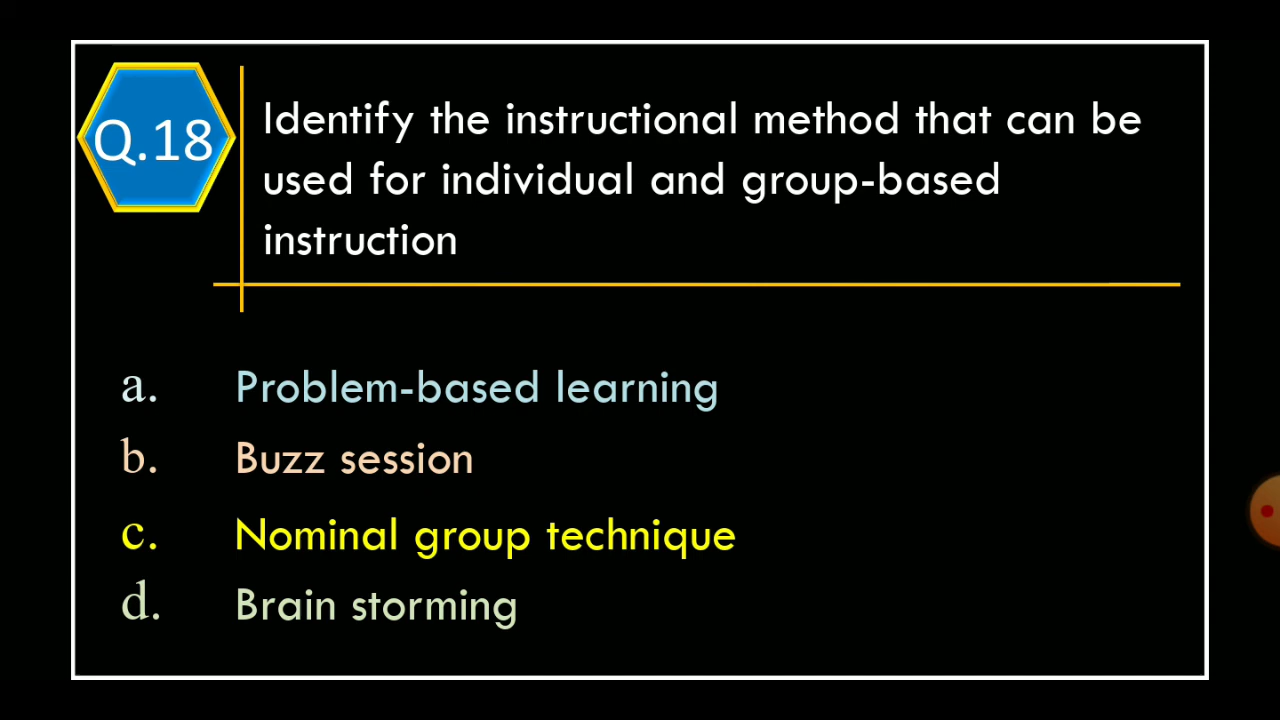 Q.18
Identify the instructional method that can be
used for individual and group-based
instruction
a. Problem-based learning
b. Buzz session
c. Nominal group technique
d. Brain storming